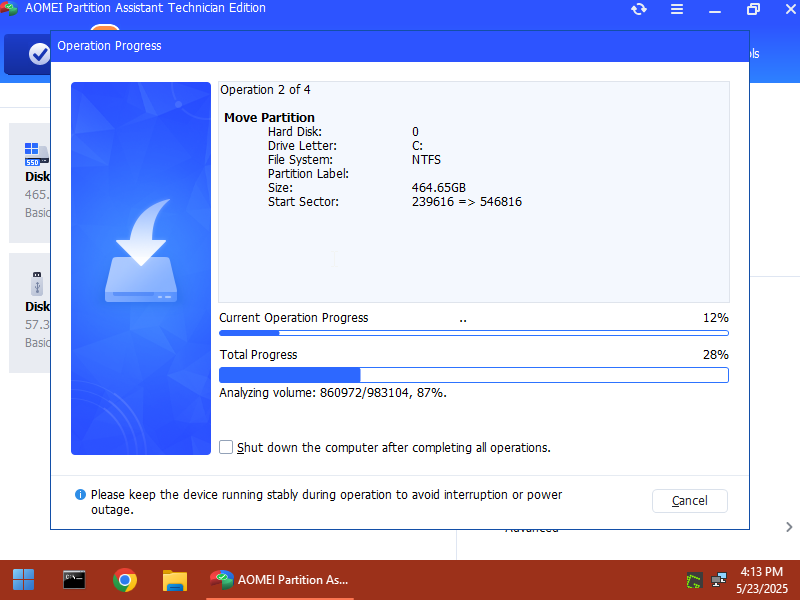 AOMEI Partition Assistant Technician Edition
Operation Progress
Operation 2 of 4
Move Partition
Hard Disk: 0
Drive Letter: C:
File System: NTFS
Partition Label:
Size: 464.65GB
Start Sector: 239616 => 546816
SSD
Disk
465.
Basic
Disk
57.3
Basic
Current Operation Progress .. 12%
Total Progress 28%
Analyzing volume: 860972/983104, 87%.
Shut down the computer after completing all operations.
Please keep the device running stably during operation to avoid interruption or power
outage.
Cancel
Advanced
AOMEI Partition As...
4:13 PM
5/23/2025